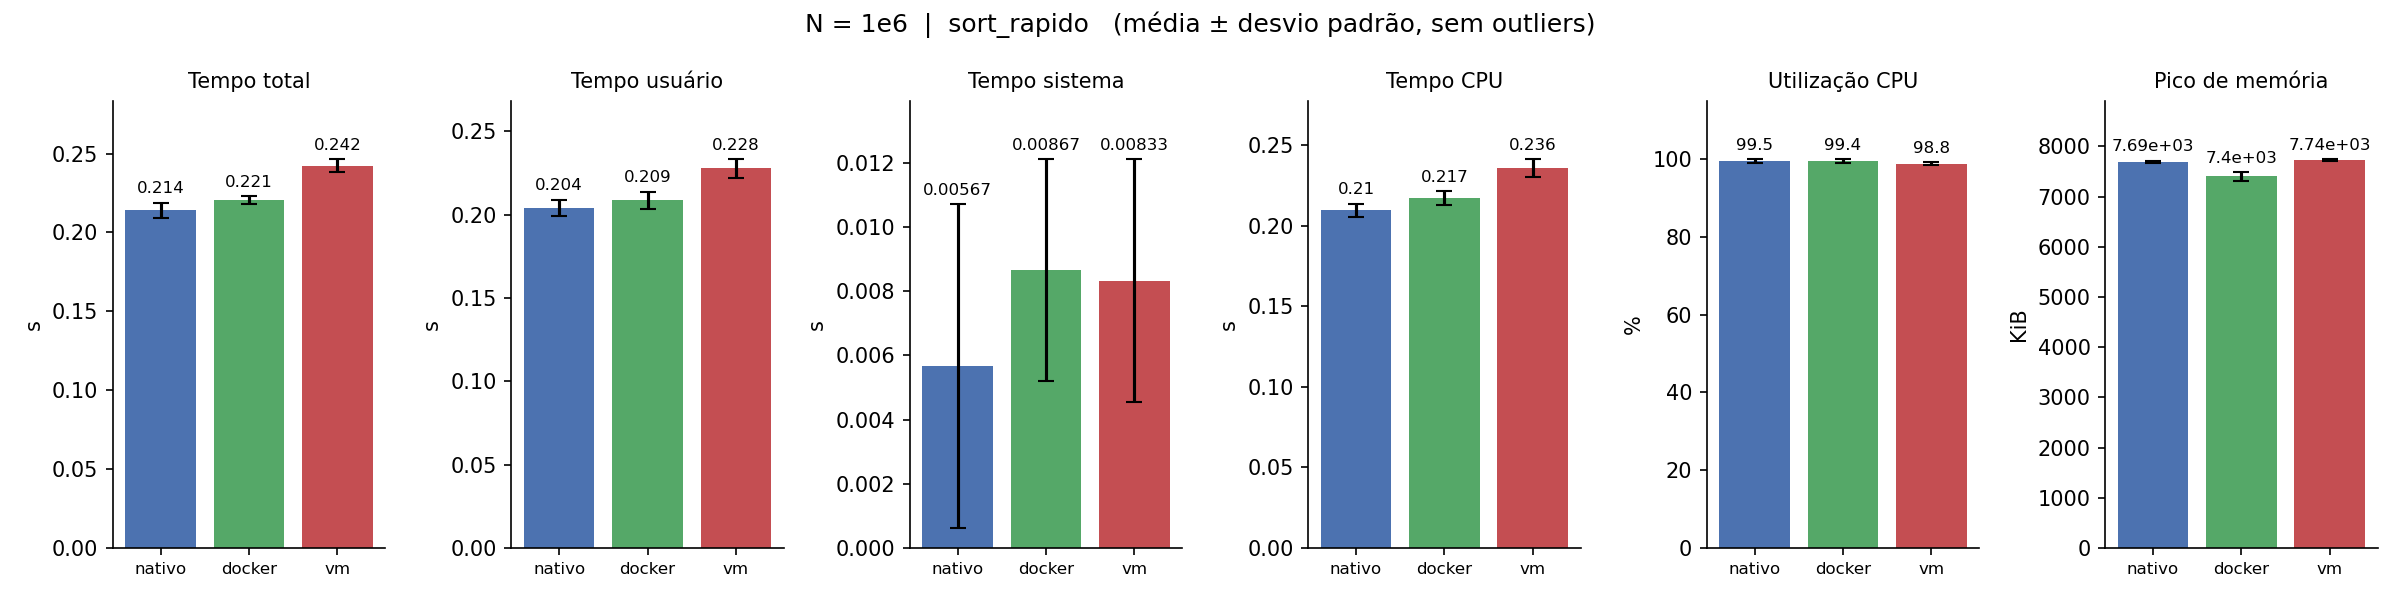 N = 1e6 | sort_rapido (média ± desvio padrão, sem outliers)
Tempo total
s
0.25
0.20
0.15
0.10
0.05
0.00
0.214
0.221
0.242
nativo
docker
vm
Tempo usuário
s
0.25
0.20
0.15
0.10
0.05
0.00
0.204
0.209
0.228
nativo
docker
vm
Tempo sistema
s
0.012
0.010
0.008
0.006
0.004
0.002
0.000
0.00567
0.00867
0.00833
nativo
docker
vm
Tempo CPU
s
0.25
0.20
0.15
0.10
0.05
0.00
0.21
0.217
0.236
nativo
docker
vm
Utilização CPU
%
100
80
60
40
20
0
99.5
99.4
98.8
nativo
docker
vm
Pico de memória
KiB
8000
7000
6000
5000
4000
3000
2000
1000
0
7.69e+03
7.4e+03
7.74e+03
nativo
docker
vm